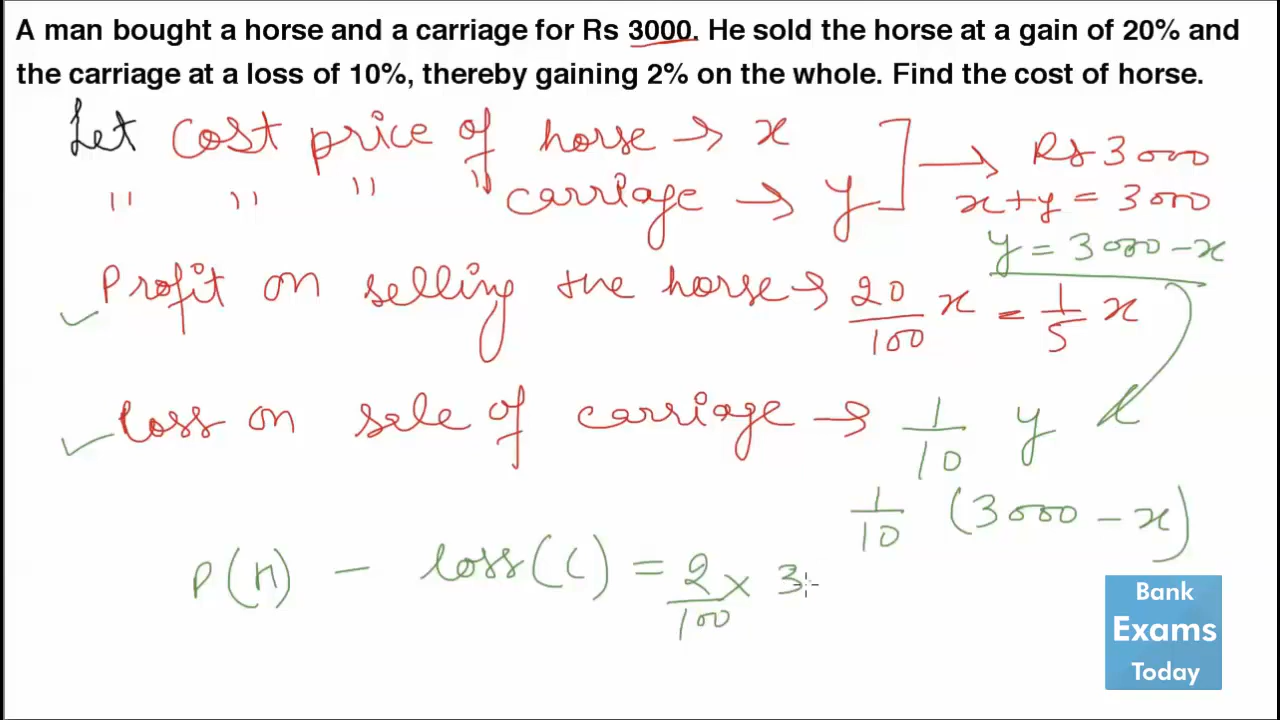 A man bought a horse and a carriage for Rs 3000. He sold the horse at a gain of 20% and
the carriage at a loss of 10%, thereby gaining 2% on the whole. Find the cost of horse.
Let cost price of horse → x
" " " " carriage → y
→ Rs 3000
x+y = 3000
y = 3000 - x
Profit on selling the horse → 20/100 x = 1/5 x
Loss on sale of carriage → 1/10 y
1/10 (3000 - x)
P(H) - loss(C) = 2/100 × 3
Bank
Exams
Today